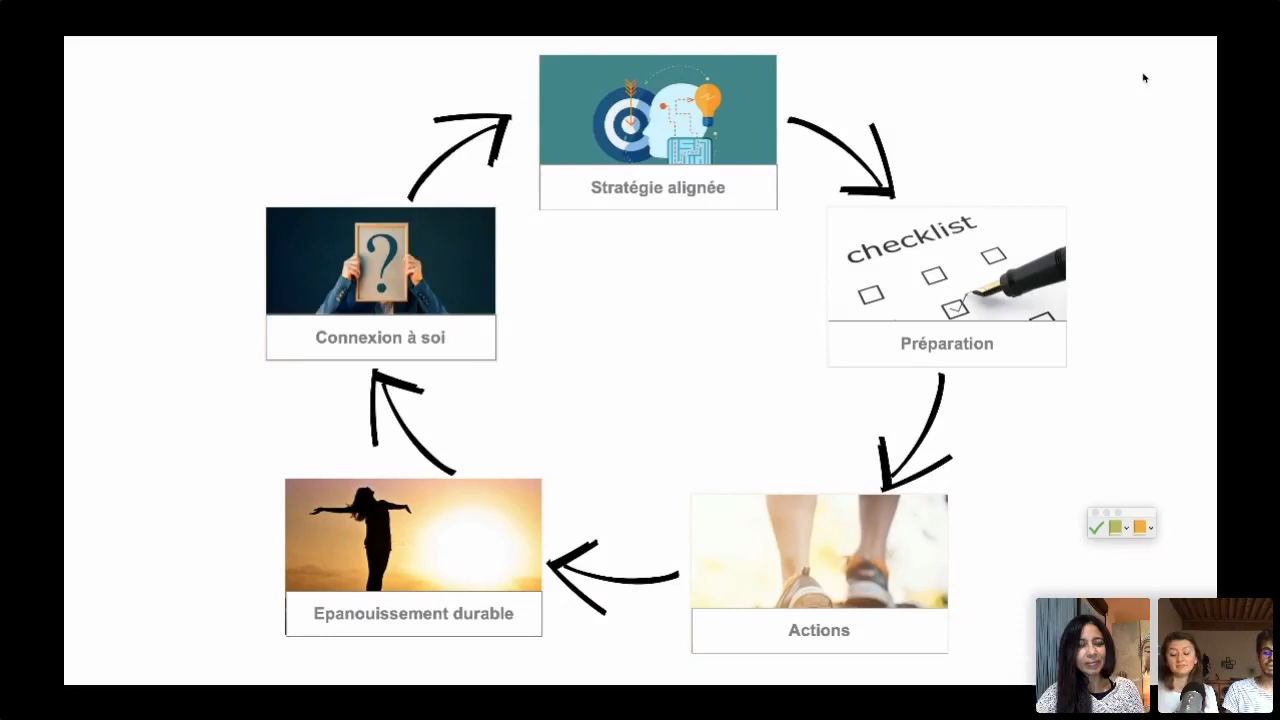 Stratégie alignée
checklist
Connexion à soi
Préparation
Epanouissement durable
Actions